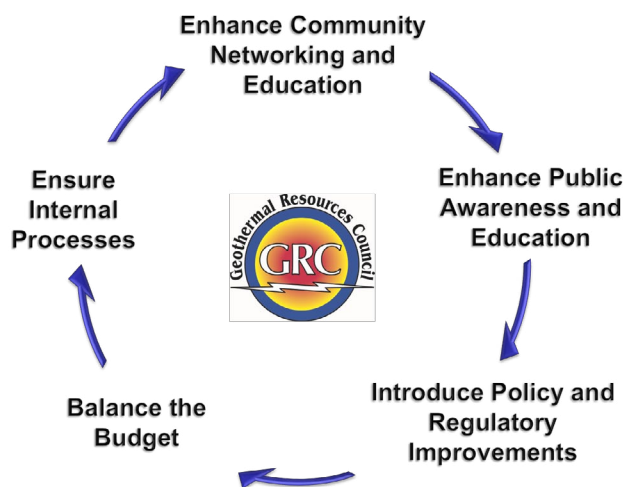 Enhance Community
Networking and
Education
Enhance Public
Awareness and
Education
Introduce Policy and
Regulatory
Improvements
Balance the
Budget
Ensure
Internal
Processes
Geothermal Resources Council
GRC